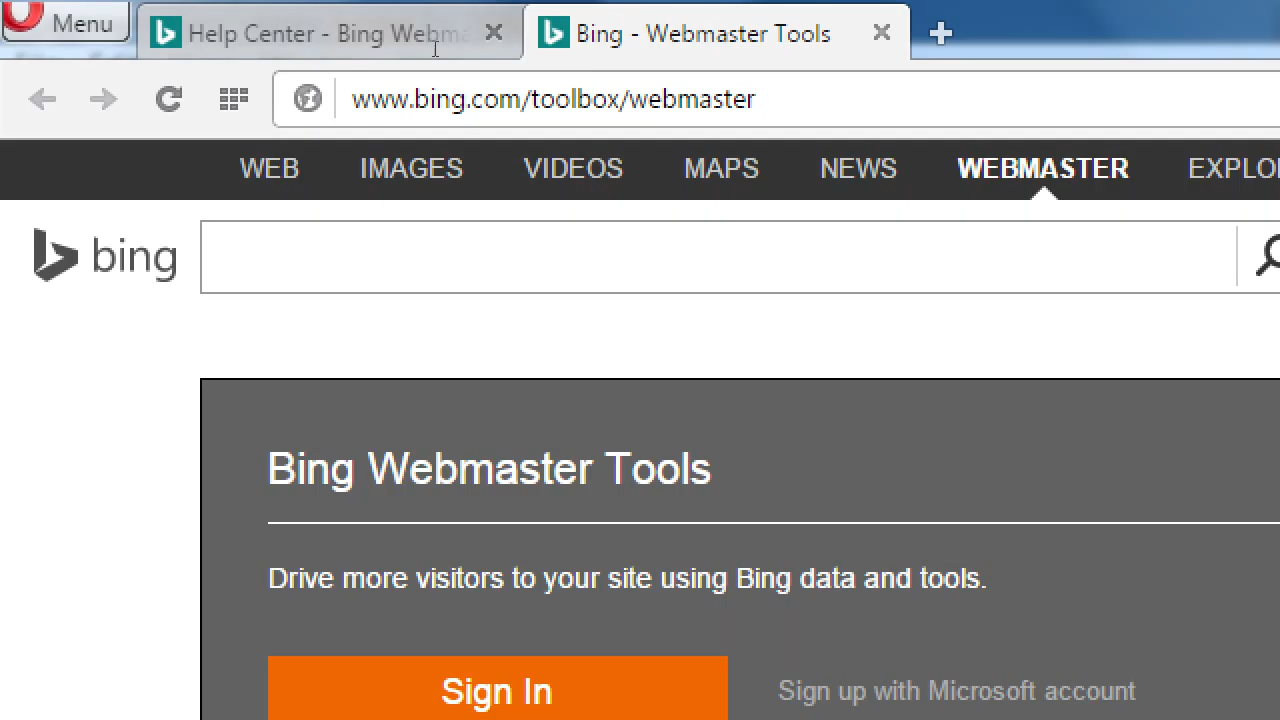 Menu
Help Center - Bing Webma
Bing - Webmaster Tools
www.bing.com/toolbox/webmaster
WEB IMAGES VIDEOS MAPS NEWS WEBMASTER EXPLO
bing
Bing Webmaster Tools
Drive more visitors to your site using Bing data and tools.
Sign In
Sign up with Microsoft account